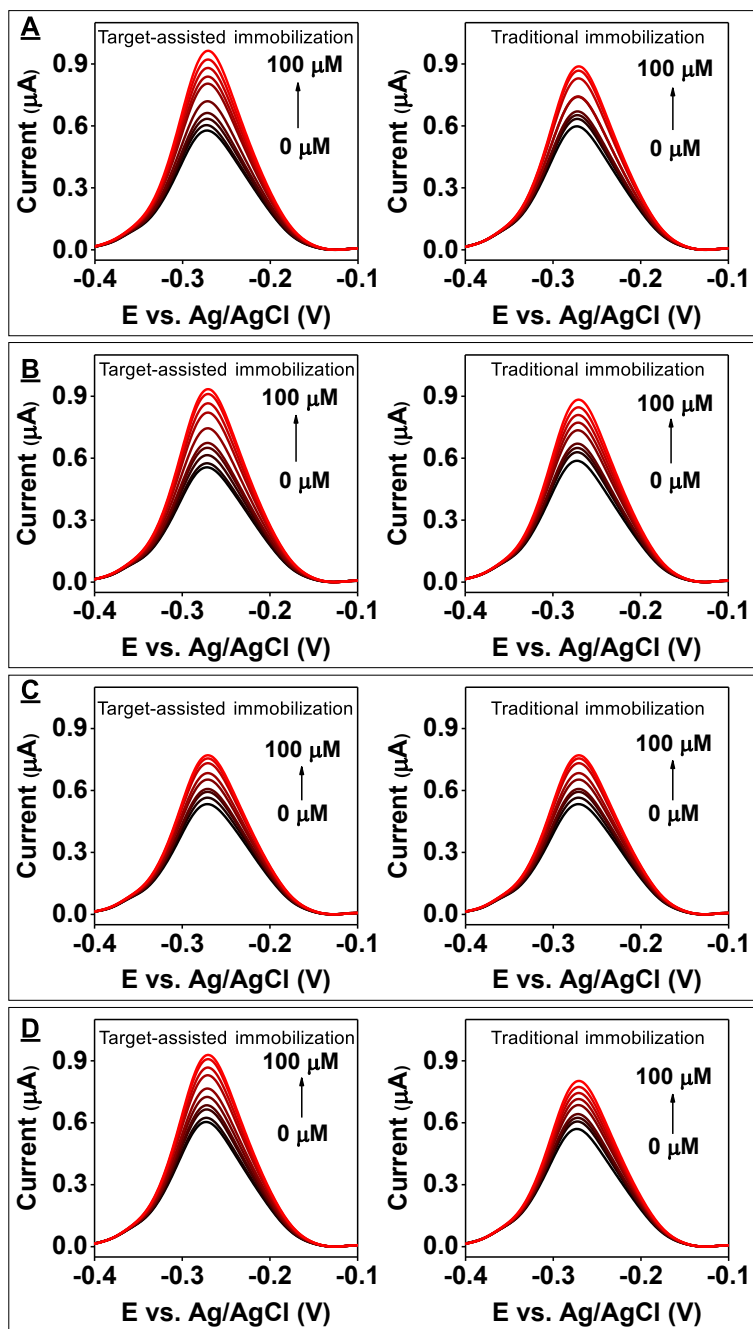 A
Target-assisted immobilization
Traditional immobilization
100 μM
100 μM
0 μM
0 μM
Current (μA)
Current (μA)
0.9
0.6
0.3
0.0
0.9
0.6
0.3
0.0
-0.4 -0.3 -0.2 -0.1
-0.4 -0.3 -0.2 -0.1
E vs. Ag/AgCl (V)
E vs. Ag/AgCl (V)
B
Target-assisted immobilization
Traditional immobilization
100 μM
100 μM
0 μM
0 μM
Current (μA)
Current (μA)
0.9
0.6
0.3
0.0
0.9
0.6
0.3
0.0
-0.4 -0.3 -0.2 -0.1
-0.4 -0.3 -0.2 -0.1
E vs. Ag/AgCl (V)
E vs. Ag/AgCl (V)
C
Target-assisted immobilization
Traditional immobilization
100 μM
100 μM
0 μM
0 μM
Current (μA)
Current (μA)
0.9
0.6
0.3
0.0
0.9
0.6
0.3
0.0
-0.4 -0.3 -0.2 -0.1
-0.4 -0.3 -0.2 -0.1
E vs. Ag/AgCl (V)
E vs. Ag/AgCl (V)
D
Target-assisted immobilization
Traditional immobilization
100 μM
100 μM
0 μM
0 μM
Current (μA)
Current (μA)
0.9
0.6
0.3
0.0
0.9
0.6
0.3
0.0
-0.4 -0.3 -0.2 -0.1
-0.4 -0.3 -0.2 -0.1
E vs. Ag/AgCl (V)
E vs. Ag/AgCl (V)